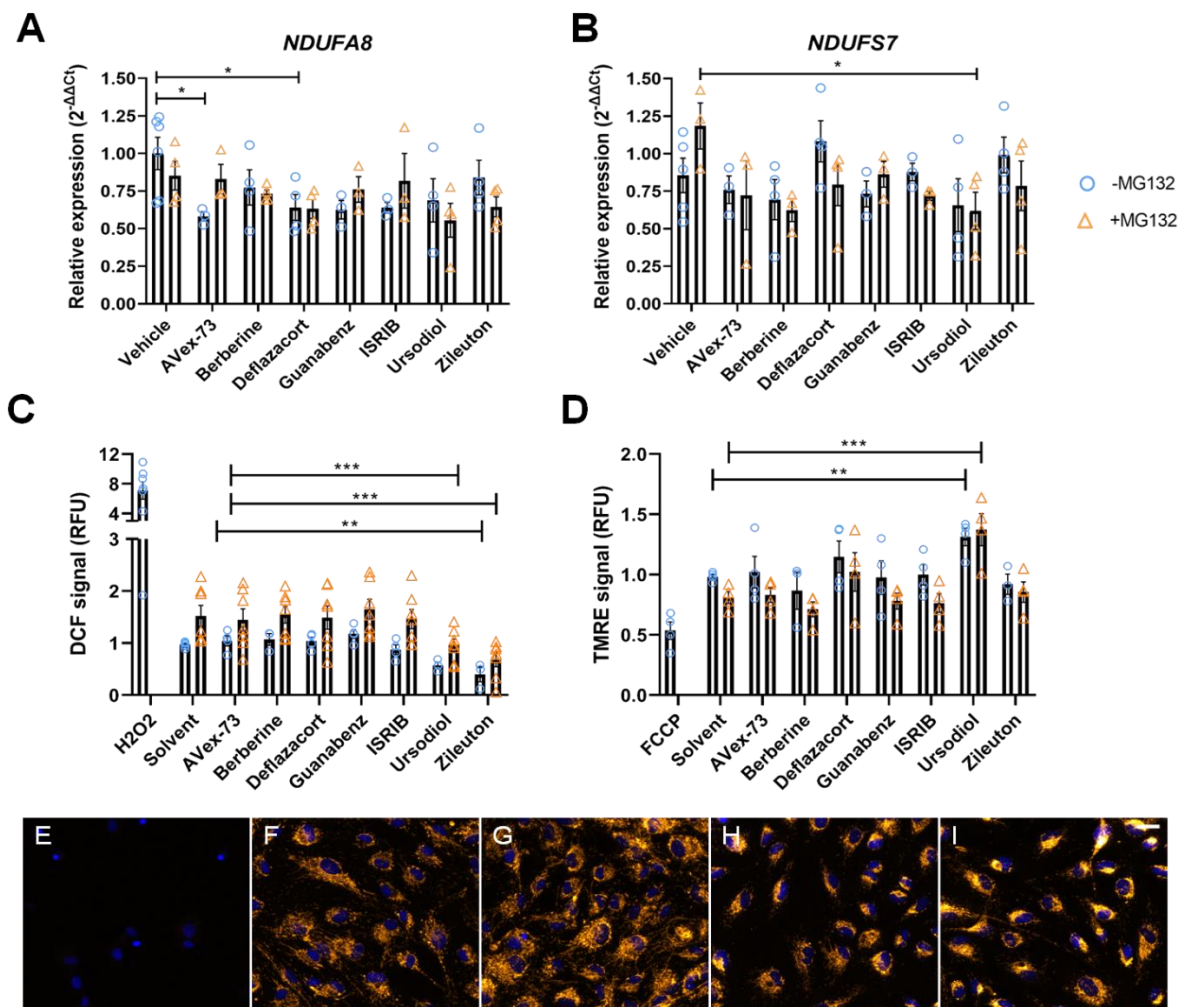 A
NDUFA8
Relative expression (2-ΔΔCt)
1.50
1.25
1.00
0.75
0.50
0.25
0.00
*
*
Vehicle
AVex-73
Berberine
Deflazacort
Guanabenz
ISRIB
Ursodiol
Zileuton
B
NDUFS7
Relative expression (2-ΔΔCt)
1.50
1.25
1.00
0.75
0.50
0.25
0.00
*
Vehicle
AVex-73
Berberine
Deflazacort
Guanabenz
ISRIB
Ursodiol
Zileuton
-MG132
+MG132
C
DCF signal (RFU)
12
8
4
3
2
1
0
***
***
**
H2O2
Solvent
AVex-73
Berberine
Deflazacort
Guanabenz
ISRIB
Ursodiol
Zileuton
D
TMRE signal (RFU)
2.0
1.5
1.0
0.5
0.0
***
**
FCCP
Solvent
AVex-73
Berberine
Deflazacort
Guanabenz
ISRIB
Ursodiol
Zileuton
E
F
G
H
I